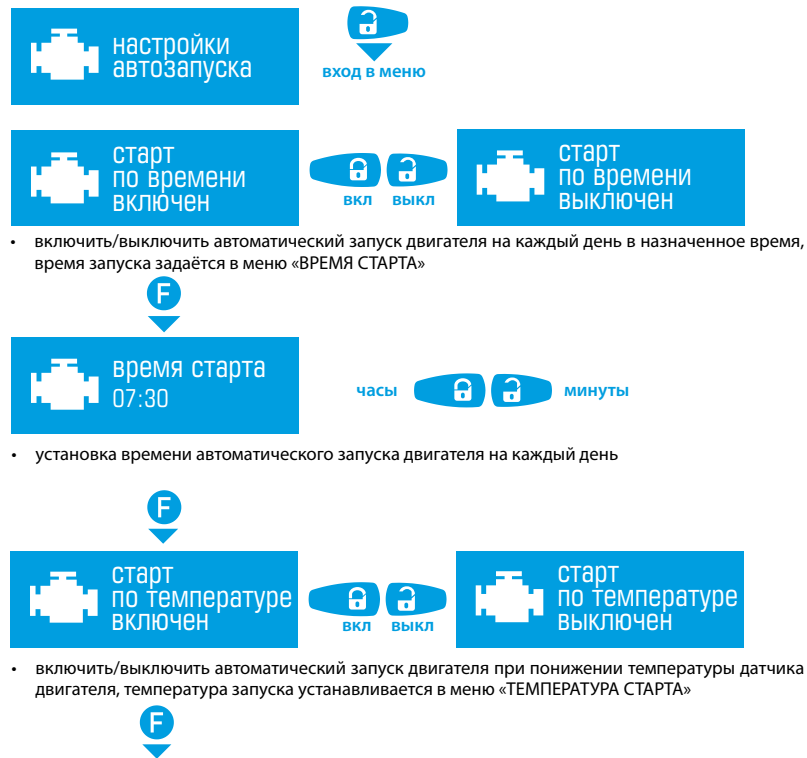 настройки
автозапуска
вход в меню
старт
по времени
включен
вкл выкл
старт
по времени
выключен
• включить/выключить автоматический запуск двигателя на каждый день в назначенное время,
время запуска задаётся в меню «ВРЕМЯ СТАРТА»
F
время старта
07:30
часы
минуты
• установка времени автоматического запуска двигателя на каждый день
F
старт
по температуре
включен
вкл выкл
старт
по температуре
выключен
• включить/выключить автоматический запуск двигателя при понижении температуры датчика
двигателя, температура запуска устанавливается в меню «ТЕМПЕРАТУРА СТАРТА»
F